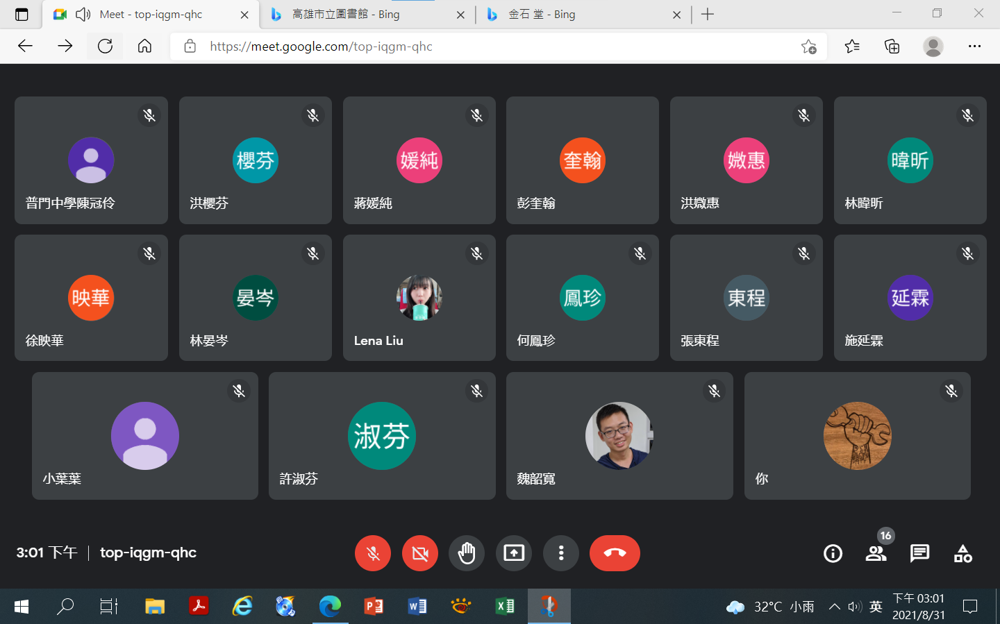 Meet - top-iqgm-qhc
高雄市立圖書館 - Bing
金石 堂 - Bing
https://meet.google.com/top-iqgm-qhc
櫻芬
媛純
奎翰
媺惠
暐昕
普門中學陳冠伶
洪櫻芬
蔣媛純
彭奎翰
洪媺惠
林暐昕
映華
晏岑
鳳珍
東程
延霖
徐映華
林晏岑
Lena Liu
何鳳珍
張東程
施延霖
淑芬
小葉葉
許淑芬
魏韶寬
你
3:01 下午 | top-iqgm-qhc
16
32°C 小雨
英
下午 03:01
2021/8/31